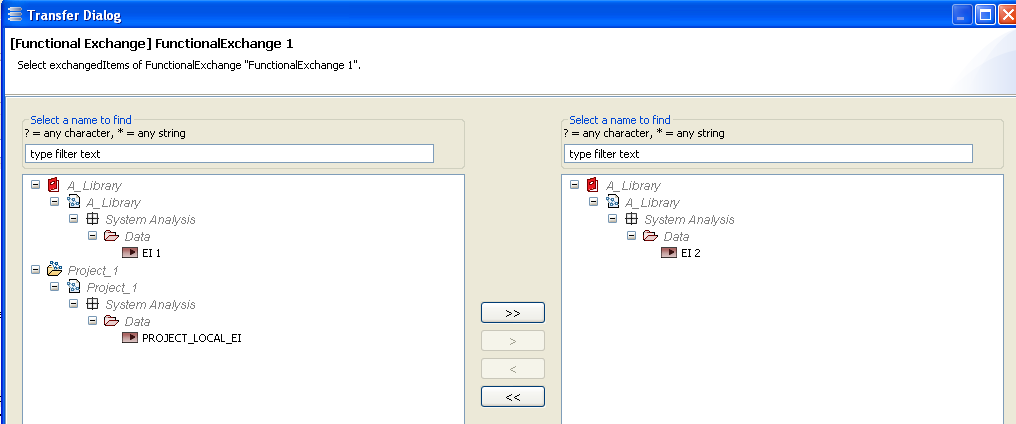 Transfer Dialog
[Functional Exchange] FunctionalExchange 1
Select exchangedItems of FunctionalExchange "FunctionalExchange 1".
Select a name to find
? = any character, * = any string
type filter text
A_Library
A_Library
System Analysis
Data
EI 1
Project_1
Project_1
System Analysis
Data
PROJECT_LOCAL_EI
>>
>
<
<<
Select a name to find
? = any character, * = any string
type filter text
A_Library
A_Library
System Analysis
Data
EI 2